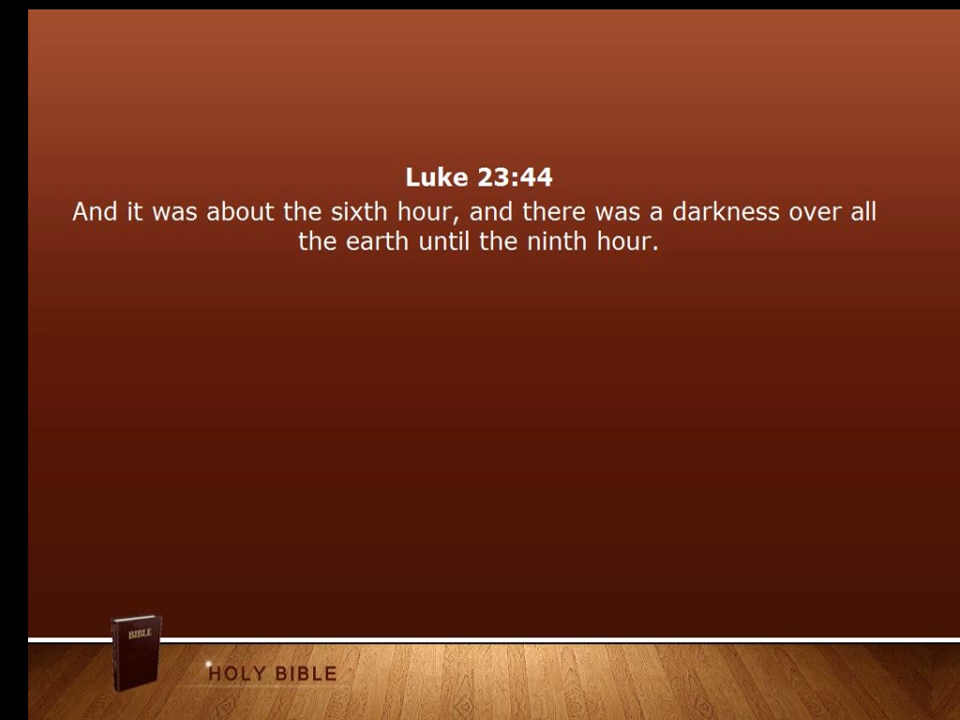 Luke 23:44
And it was about the sixth hour, and there was a darkness over all
the earth until the ninth hour.
BIBLE
HOLY BIBLE